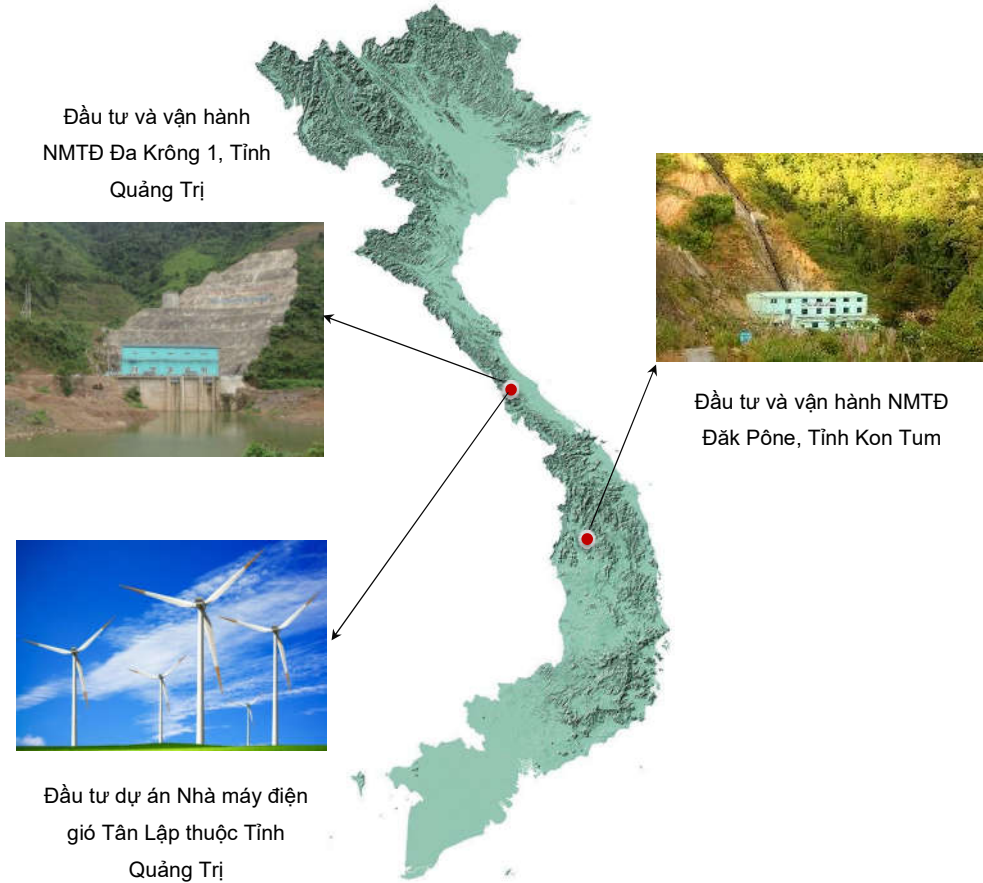 Đầu tư và vận hành
NMTĐ Đa Krông 1, Tỉnh
Quảng Trị
Đầu tư và vận hành NMTĐ
Đăk Pône, Tỉnh Kon Tum
Đầu tư dự án Nhà máy điện
gió Tân Lập thuộc Tỉnh
Quảng Trị